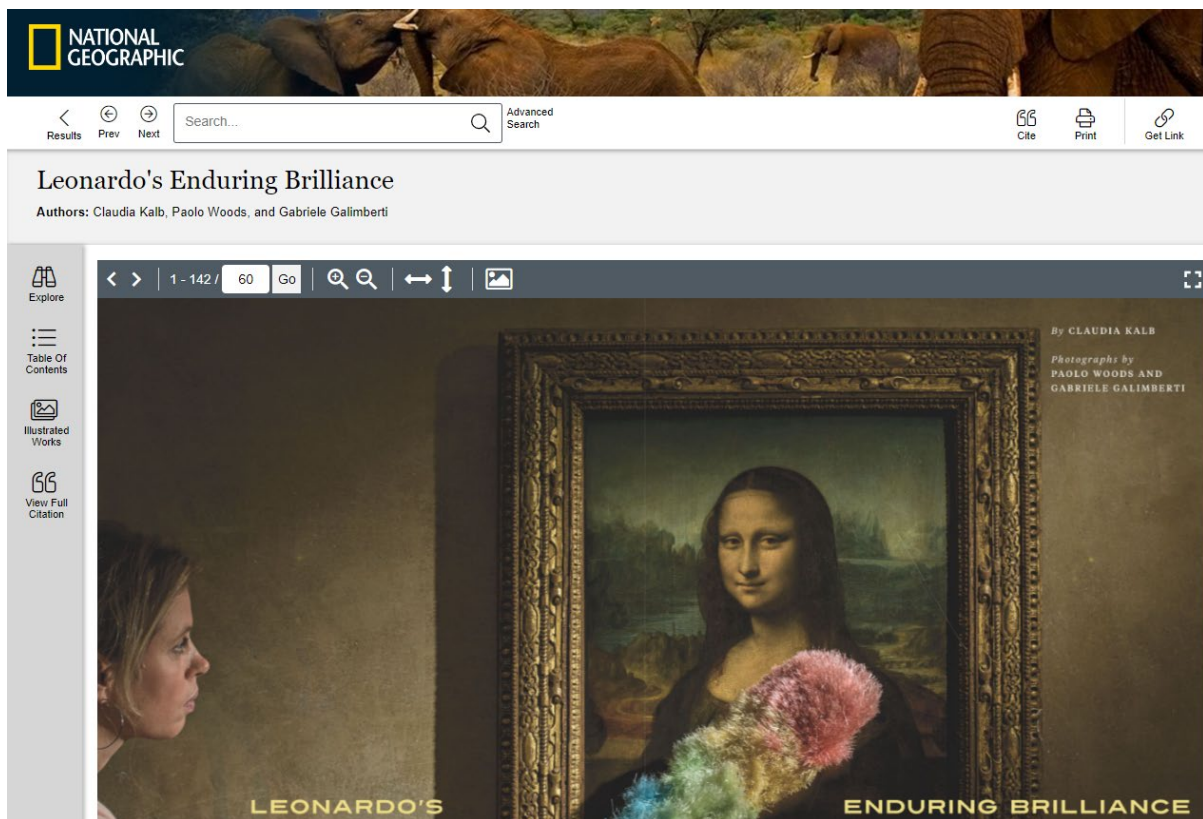 NATIONAL
GEOGRAPHIC
Results
Prev
Next
Search...
Advanced
Search
Cite
Print
Get Link
Leonardo's Enduring Brilliance
Authors: Claudia Kalb, Paolo Woods, and Gabriele Galimberti
Explore
Table Of
Contents
Illustrated
Works
View Full
Citation
1 - 142 / 60 Go
By CLAUDIA KALB
Photographs by
PAOLO WOODS AND
GABRIELE GALIMBERTI
LEONARDO'S ENDURING BRILLIANCE